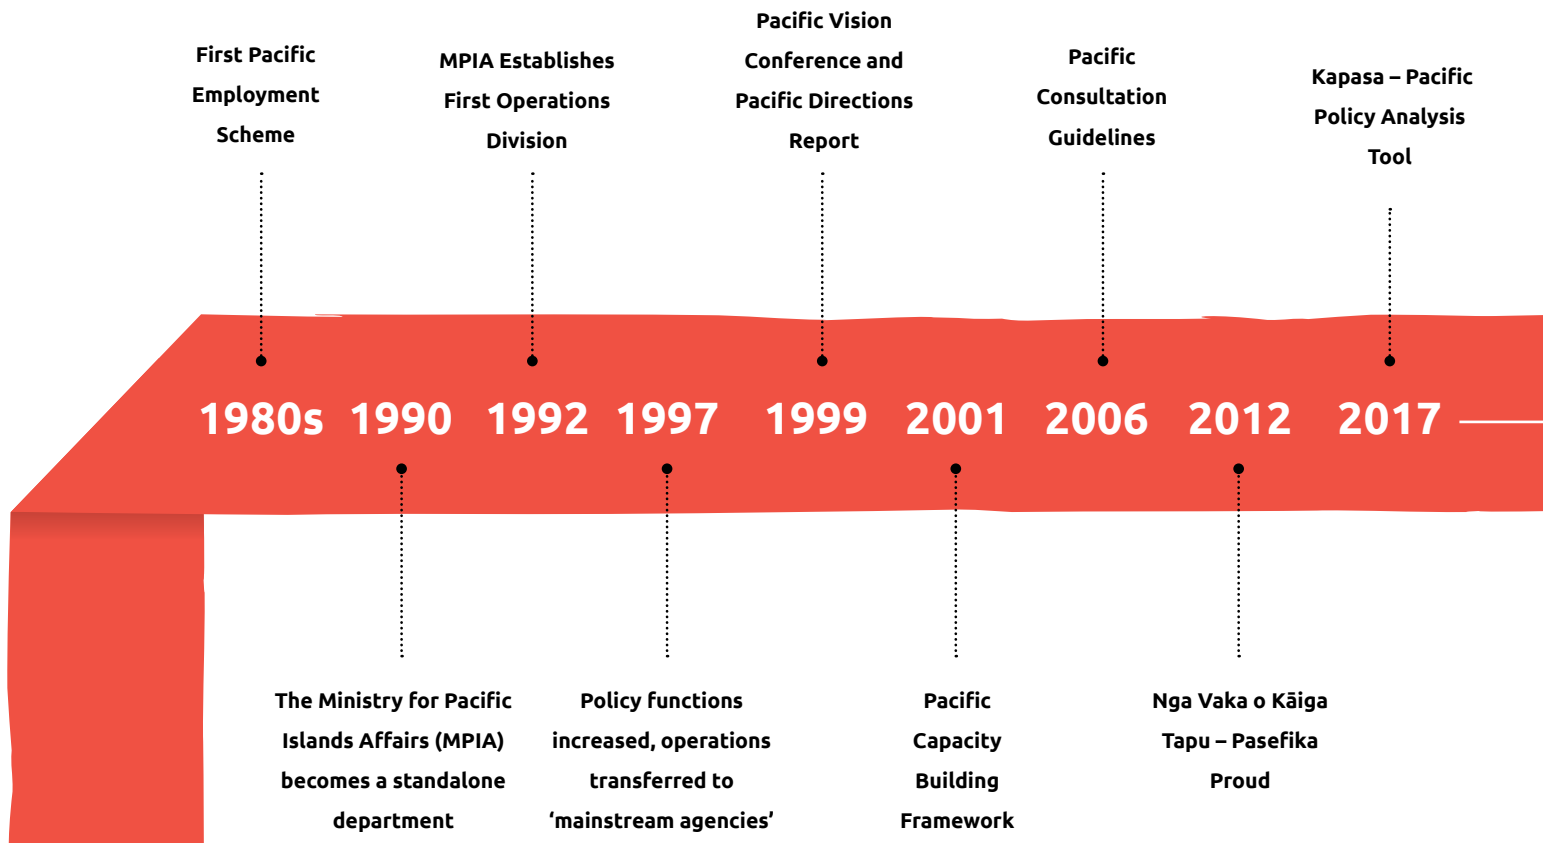 First Pacific
Employment
Scheme
MPIA Establishes
First Operations
Division
Pacific Vision
Conference and
Pacific Directions
Report
Pacific
Consultation
Guidelines
Kapasa – Pacific
Policy Analysis
Tool
1980s 1990 1992 1997 1999 2001 2006 2012 2017
The Ministry for Pacific
Islands Affairs (MPIA)
becomes a standalone
department
Policy functions
increased, operations
transferred to
‘mainstream agencies’
Pacific
Capacity
Building
Framework
Nga Vaka o Kāiga
Tapu – Pasefika
Proud